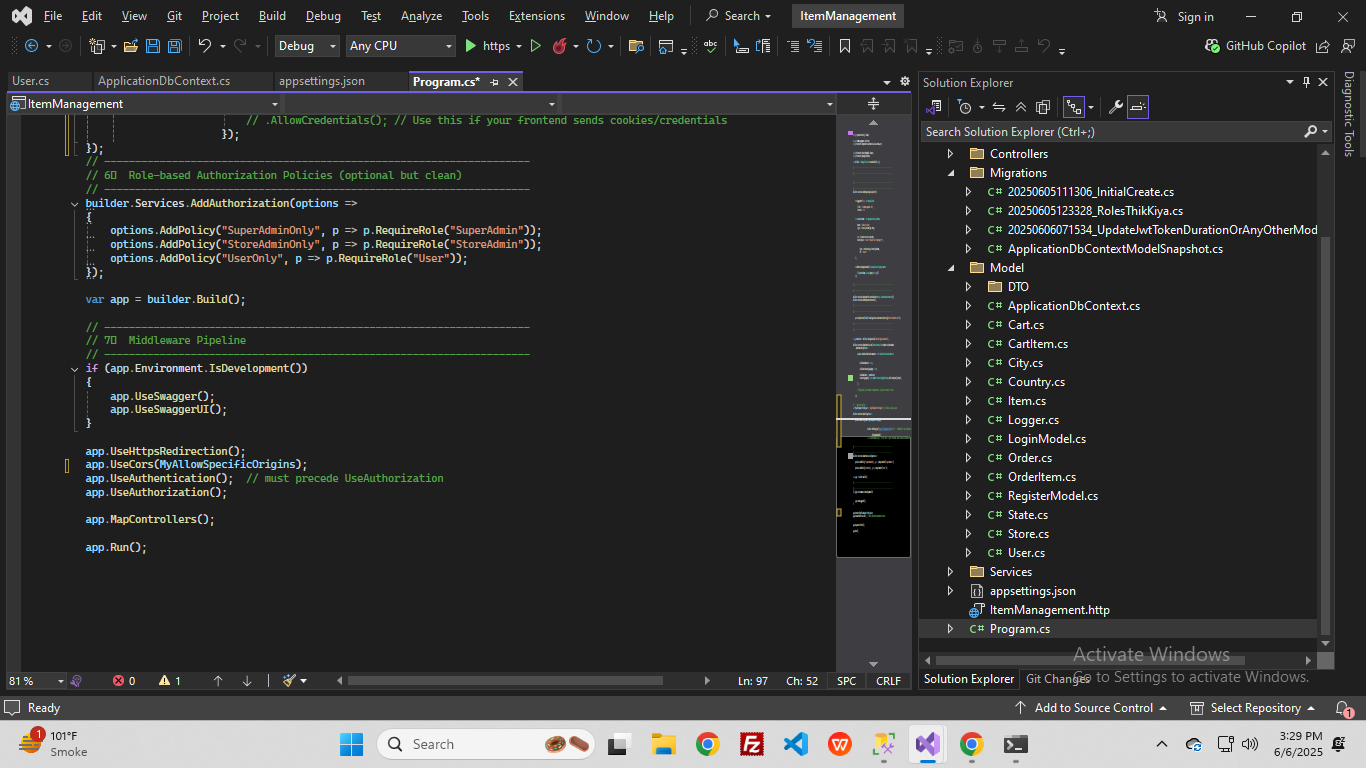 File Edit View Git Project Build Debug Test Analyze Tools Extensions Window Help Search ItemManagement Sign in
Debug Any CPU https GitHub Copilot
User.cs ApplicationDbContext.cs appsettings.json Program.cs*
ItemManagement
// .AllowCredentials(); // Use this if your frontend sends cookies/credentials
});
});
// ----------------------------------------------------------------------
// 6 Role-based Authorization Policies (optional but clean)
// ----------------------------------------------------------------------
builder.Services.AddAuthorization(options =>
{
options.AddPolicy("SuperAdminOnly", p => p.RequireRole("SuperAdmin"));
options.AddPolicy("StoreAdminOnly", p => p.RequireRole("StoreAdmin"));
options.AddPolicy("UserOnly", p => p.RequireRole("User"));
});
var app = builder.Build();
// ----------------------------------------------------------------------
// 7 Middleware Pipeline
// ----------------------------------------------------------------------
if (app.Environment.IsDevelopment())
{
app.UseSwagger();
app.UseSwaggerUI();
}
app.UseHttpsRedirection();
app.UseCors(MyAllowSpecificOrigins);
app.UseAuthentication(); // must precede UseAuthorization
app.UseAuthorization();
app.MapControllers();
app.Run();
81 % 0 1 Ln: 97 Ch: 52 SPC CRLF
Solution Explorer
Search Solution Explorer (Ctrl+;)
Controllers
Migrations
C# 20250605111306_InitialCreate.cs
C# 20250605123328_RolesThikKiya.cs
C# 20250606071534_UpdateJwtTokenDurationOrAnyOtherMod
C# ApplicationDbContextModelSnapshot.cs
Model
DTO
C# ApplicationDbContext.cs
C# Cart.cs
C# CartItem.cs
C# City.cs
C# Country.cs
C# Item.cs
C# Logger.cs
C# LoginModel.cs
C# Order.cs
C# OrderItem.cs
C# RegisterModel.cs
C# State.cs
C# Store.cs
C# User.cs
Services
appsettings.json
ItemManagement.http
C# Program.cs
Solution Explorer Git Changes
Diagnostic Tools
Activate Windows
Go to Settings to activate Windows.
Ready Add to Source Control Select Repository 1
1 101°F
Smoke
Search
3:29 PM
6/6/2025